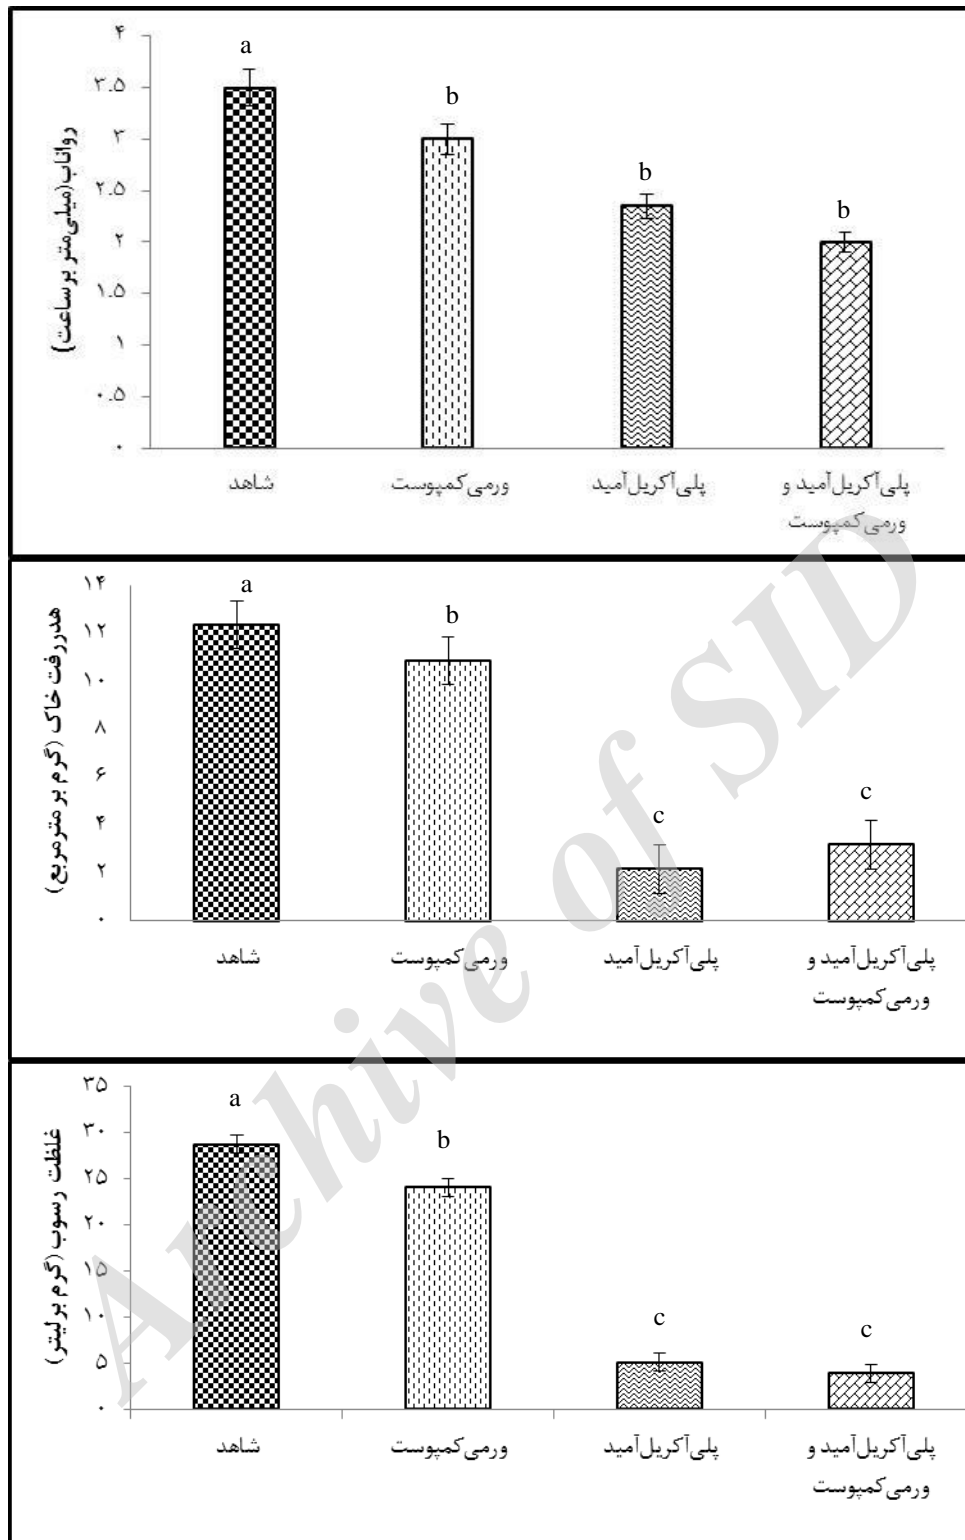 رواناب(میلی‌متر برساعت)
۴
۳.۵
۳
۲.۵
۲
۱.۵
۱
۰.۵
۰
a
b
b
b
شاهد
ورمی‌کمپوست
پلی‌آکریل‌آمید
پلی‌آکریل‌آمید و
ورمی‌کمپوست
هدررفت خاک (گرم بر مترمربع)
۱۴
۱۲
۱۰
۸
۶
۴
۲
۰
a
b
c
c
شاهد
ورمی‌کمپوست
پلی‌آکریل‌آمید
پلی‌آکریل‌آمید و
ورمی‌کمپوست
غلظت رسوب (گرم برلیتر)
۳۵
۳۰
۲۵
۲۰
۱۵
۱۰
۵
۰
a
b
c
c
شاهد
ورمی‌کمپوست
پلی‌آکریل‌آمید
پلی‌آکریل‌آمید و
ورمی‌کمپوست
Archive of SID